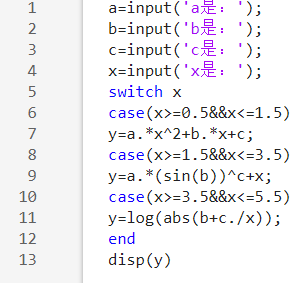 1 a=input('a是：');
2 b=input('b是：');
3 c=input('c是：');
4 x=input('x是：');
5 switch x
6 case(x>=0.5&&x<=1.5)
7 y=a.*x^2+b.*x+c;
8 case(x>=1.5&&x<=3.5)
9 y=a.*(sin(b))^c+x;
10 case(x>=3.5&&x<=5.5)
11 y=log(abs(b+c./x));
12 end
13 disp(y)